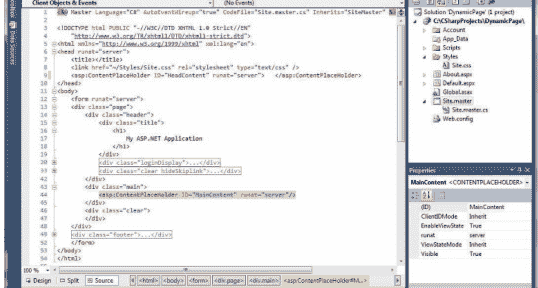 Client Objects & Events
(No Events)
<%@ Master Language="C#" AutoEventWireup="true" CodeFile="Site.master.cs" Inherits="SiteMaster" %>
<!DOCTYPE html PUBLIC "-//W3C//DTD XHTML 1.0 Strict//EN"
"http://www.w3.org/TR/xhtml1/DTD/xhtml1-strict.dtd">
<html xmlns="http://www.w3.org/1999/xhtml" xml:lang="en">
<head runat="server">
<title></title>
<link href="~/Styles/Site.css" rel="stylesheet" type="text/css" />
<asp:ContentPlaceHolder ID="HeadContent" runat="server"> </asp:ContentPlaceHolder>
</head>
<body>
<form runat="server">
<div class="page">
<div class="header">
<div class="title">
<h1>
My ASP.NET Application
</h1>
</div>
<div class="loginDisplay">...</div>
<div class="clear hideSkiplink">...</div>
</div>
<div class="main">
<asp:ContentPlaceHolder ID="MainContent" runat="server"/>
</div>
<div class="clear">
</div>
</div>
<div class="footer">...</div>
</form>
</body>
</html>
100 %
Design
Split
Source
<html> <body> <form> <div.page> <div.main> <asp:ContentPlaceHolder#M...>
Solution 'DynamicPage' (1 project)
C:\CSharpProjects\DynamicPage\
Account
App_Data
Scripts
Styles
Site.css
About.aspx
Default.aspx
Global.asax
Site.master
Site.master.cs
Web.config
Properties
MainContent <CONTENTPLACEHOLDER>
(ID) MainContent
ClientIDMode Inherit
EnableViewState True
runat server
ViewStateMode Inherit
Visible True